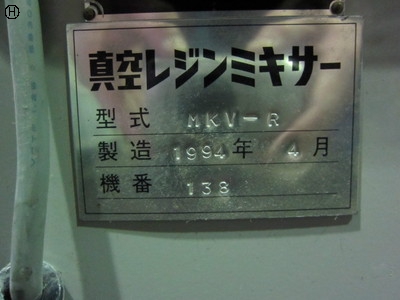 H
真空レジンミキサー
型式 MKV-R
製造 1994年 4月
機番 138